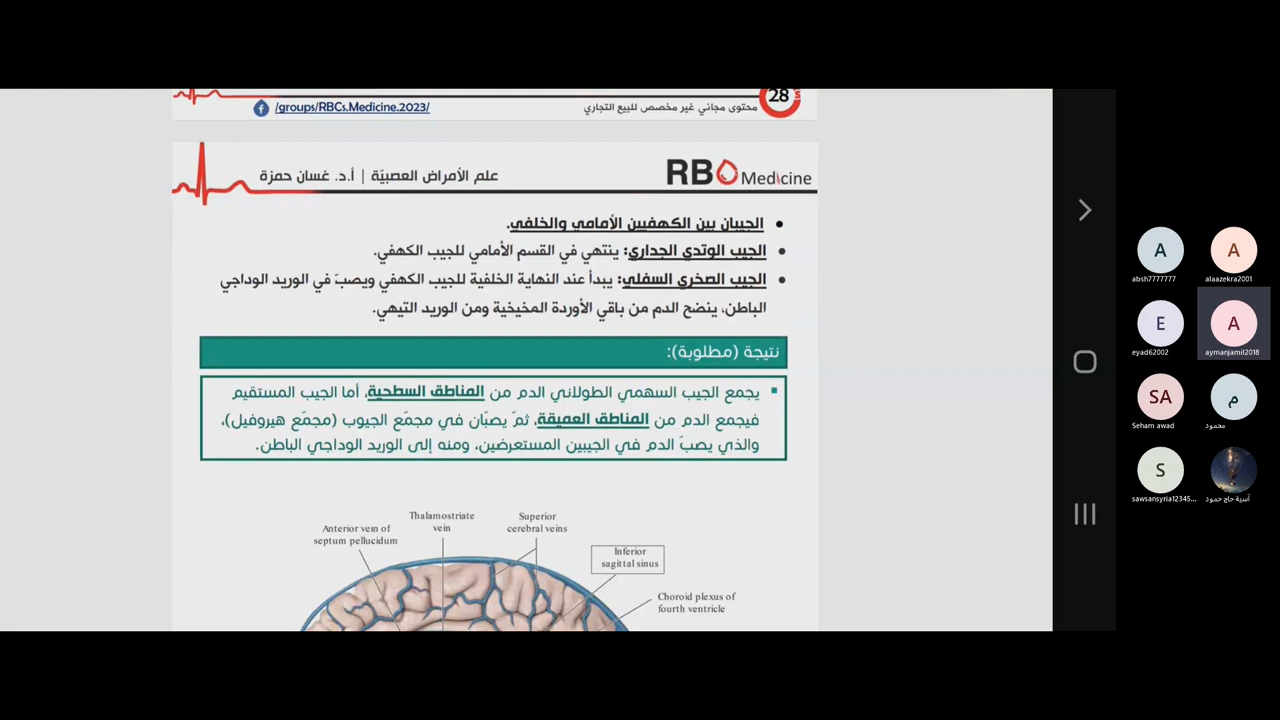 /groups/RBCs.Medicine.2023/
محتوى مجاني غير مخصص للبيع التجاري
28
علم الأمراض العصبيّة | أ.د. غسان حمزة
RB Medicine
• الجيبان بين الكهفيين الأمامي والخلفي.
• الجيب الوتدي الجداري: ينتهي في القسم الأمامي للجيب الكهفي.
• الجيب الصخري السفلي: يبدأ عند النهاية الخلفية للجيب الكهفي ويصبّ في الوريد الوداجي
الباطن، ينضح الدم من باقي الأوردة المخيخية ومن الوريد التيهي.
نتيجة (مطلوبة):
▪ يجمع الجيب السهمي الطولاني الدم من المناطق السطحية، أما الجيب المستقيم
فيجمع الدم من المناطق العميقة، ثمّ يصبّان في مجمّع الجيوب (مجمّع هيروفيل)،
والذي يصبّ الدم في الجيبين المستعرضين، ومنه إلى الوريد الوداجي الباطن.
Anterior vein of
septum pellucidum
Thalamostriate
vein
Superior
cerebral veins
Inferior
sagittal sinus
Choroid plexus of
fourth ventricle
A
absh7777777
A
alaazekra2001
E
eyad62002
A
aymanjamil2018
SA
Seham awad
م
محمود
S
sawsansyria12345...
آسية حاج حمود